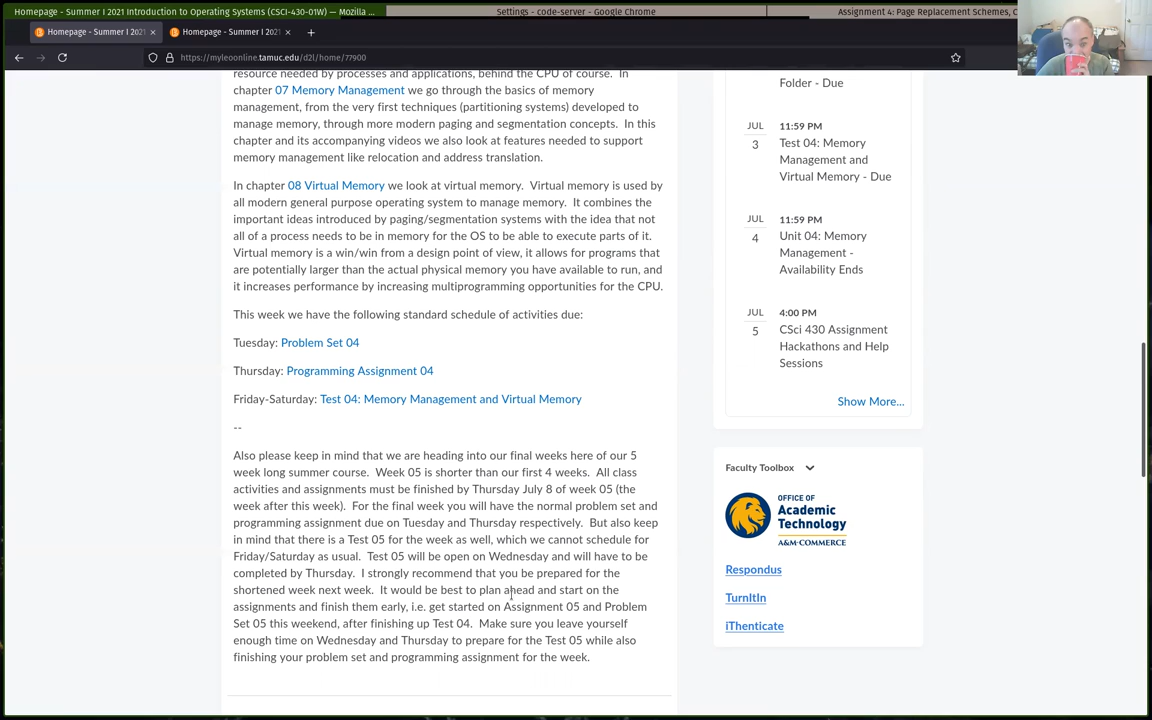 Summer I 2021 Introduction to Operating Systems (CSCI-430-01W) — Mozilla ...
Settings - code-server - Google Chrome
Assignment 4: Page Replacement Schemes, C
Homepage - Summer I 2021
Homepage - Summer I 2021
https://myleoonline.tamuc.edu/d2l/home/77900
resource needed by processes and applications, behind the CPU of course. In
chapter 07 Memory Management we go through the basics of memory
management, from the very first techniques (partitioning systems) developed to
manage memory, through more modern paging and segmentation concepts. In this
chapter and its accompanying videos we also look at features needed to support
memory management like relocation and address translation.
In chapter 08 Virtual Memory we look at virtual memory. Virtual memory is used by
all modern general purpose operating system to manage memory. It combines the
important ideas introduced by paging/segmentation systems with the idea that not
all of a process needs to be in memory for the OS to be able to execute parts of it.
Virtual memory is a win/win from a design point of view, it allows for programs that
are potentially larger than the actual physical memory you have available to run, and
it increases performance by increasing multiprogramming opportunities for the CPU.
This week we have the following standard schedule of activities due:
Tuesday: Problem Set 04
Thursday: Programming Assignment 04
Friday-Saturday: Test 04: Memory Management and Virtual Memory
--
Also please keep in mind that we are heading into our final weeks here of our 5
week long summer course. Week 05 is shorter than our first 4 weeks. All class
activities and assignments must be finished by Thursday July 8 of week 05 (the
week after this week). For the final week you will have the normal problem set and
programming assignment due on Tuesday and Thursday respectively. But also keep
in mind that there is a Test 05 for the week as well, which we cannot schedule for
Friday/Saturday as usual. Test 05 will be open on Wednesday and will have to be
completed by Thursday. I strongly recommend that you be prepared for the
shortened week next week. It would be best to plan ahead and start on the
assignments and finish them early, i.e. get started on Assignment 05 and Problem
Set 05 this weekend, after finishing up Test 04. Make sure you leave yourself
enough time on Wednesday and Thursday to prepare for the Test 05 while also
finishing your problem set and programming assignment for the week.
Folder - Due
JUL
3
11:59 PM
Test 04: Memory
Management and
Virtual Memory - Due
JUL
4
11:59 PM
Unit 04: Memory
Management -
Availability Ends
JUL
5
4:00 PM
CSci 430 Assignment
Hackathons and Help
Sessions
Show More...
Faculty Toolbox
OFFICE OF
Academic
Technology
A&M-COMMERCE
Respondus
TurnItIn
iThenticate